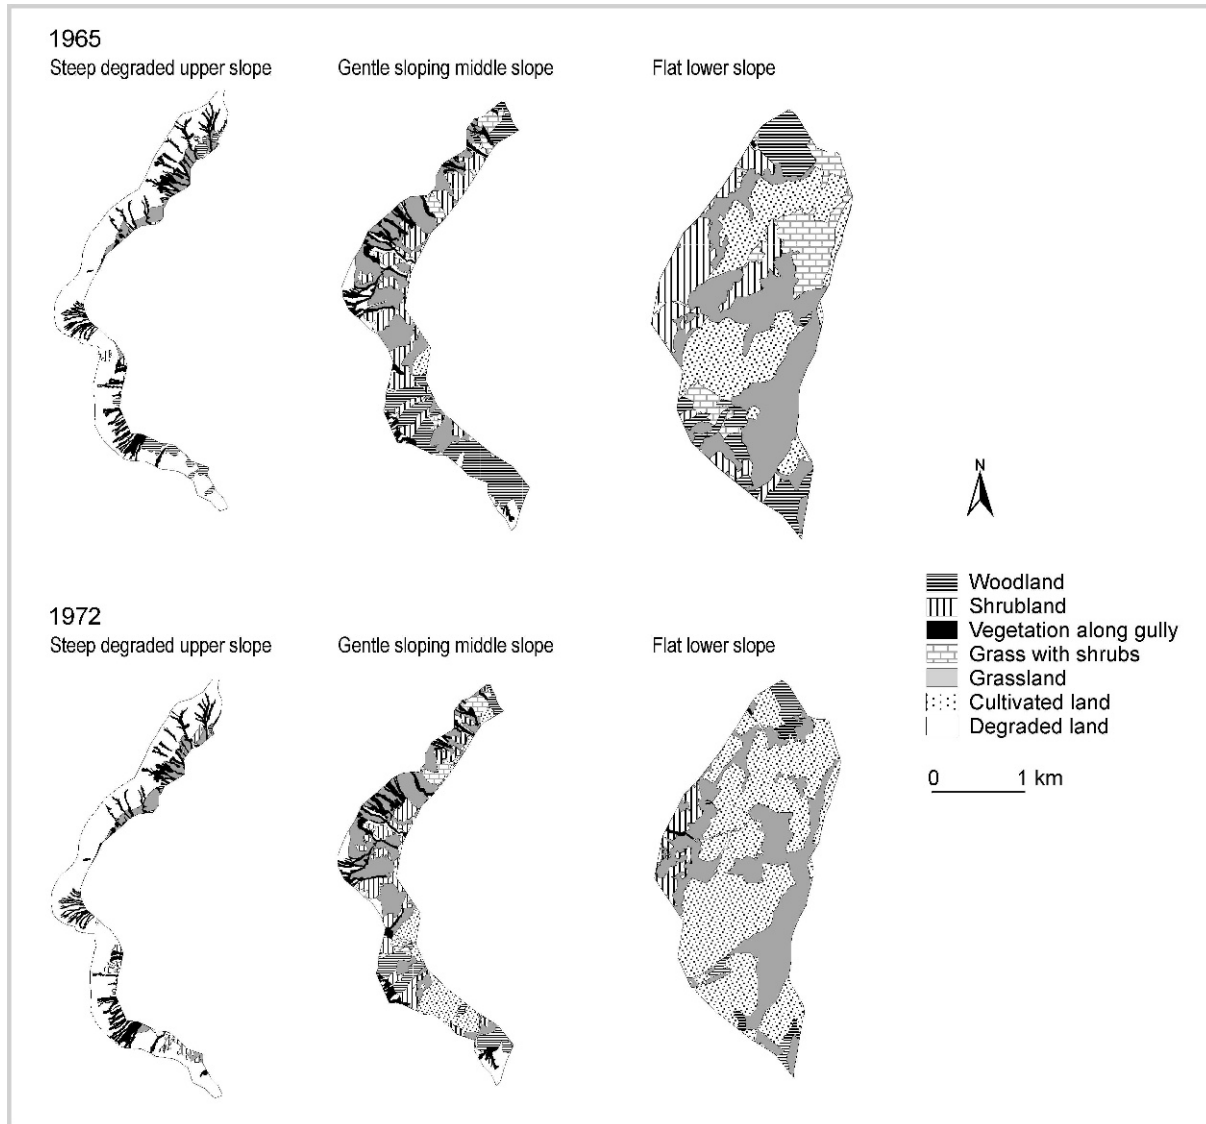 1965
Steep degraded upper slope
Gentle sloping middle slope
Flat lower slope
N
Woodland
Shrubland
Vegetation along gully
Grass with shrubs
Grassland
Cultivated land
Degraded land
0 1 km
1972
Steep degraded upper slope
Gentle sloping middle slope
Flat lower slope